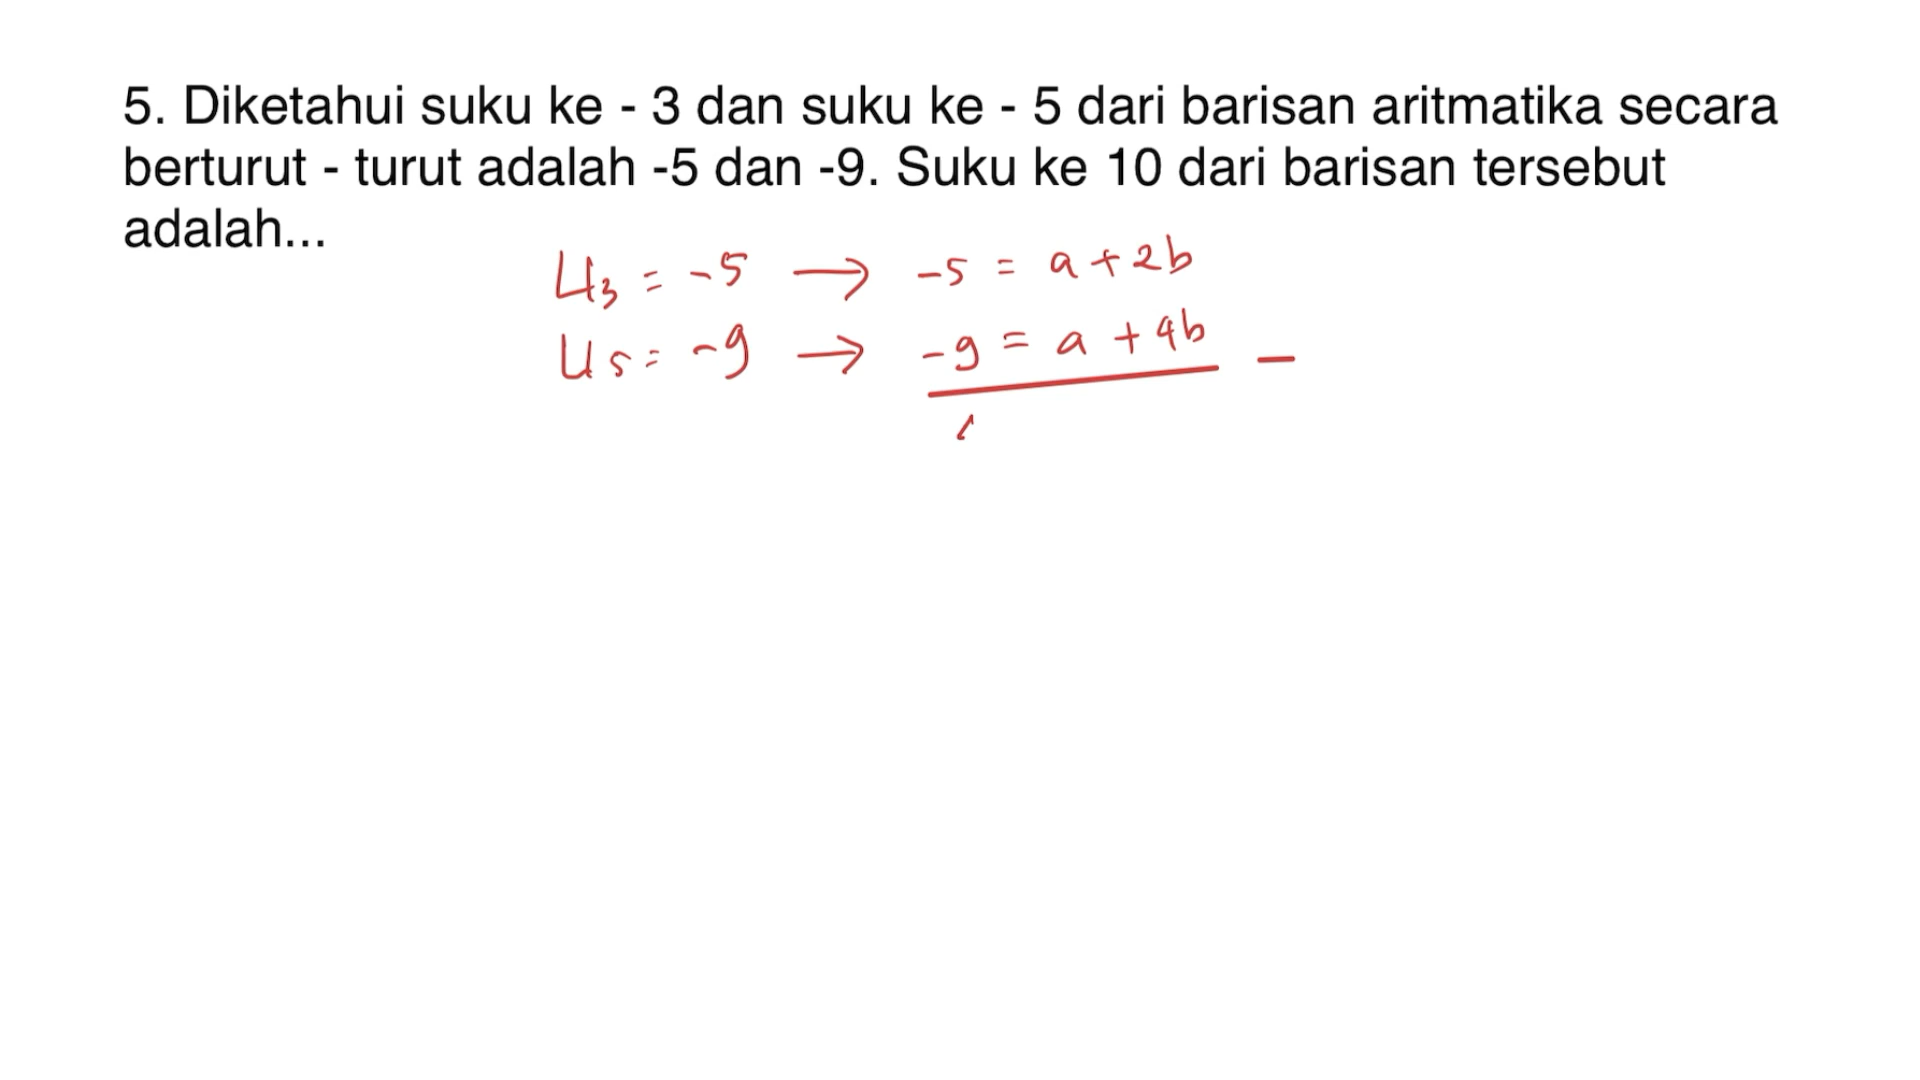 5. Diketahui suku ke - 3 dan suku ke - 5 dari barisan aritmatika secara
berturut - turut adalah -5 dan -9. Suku ke 10 dari barisan tersebut
adalah...
U3 = -5 → -5 = a + 2b
U5 = -9 → -9 = a + 4b −